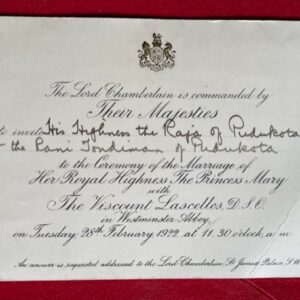 The Lord Chamberlain is commanded by
Their Majesties
to invite His Highness the Raja of Pudukota
& the Rani Tondiman of Pudukota
to the Ceremony of the Marriage of
Her Royal Highness The Princess Mary
with
The Viscount Lascelles, D.S.O.
in Westminster Abbey,
on Tuesday, 28th February 1922, at 11.30 o'clock, a.m.
An answer is requested addressed to the Lord Chamberlain, St James's Palace, S.W.